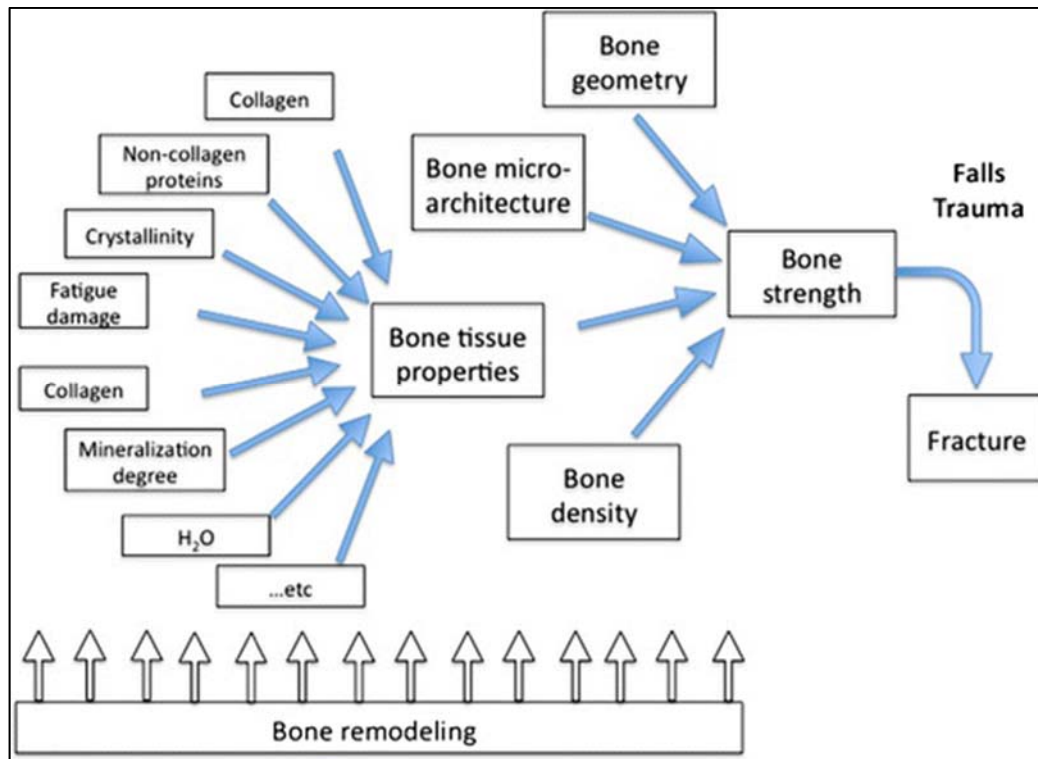 Bone
geometry
Collagen
Non-collagen
proteins
Bone micro-
architecture
Falls
Trauma
Crystallinity
Bone
strength
Fatigue
damage
Bone tissue
properties
Collagen
Fracture
Mineralization
degree
Bone
density
H₂O
...etc
Bone remodeling